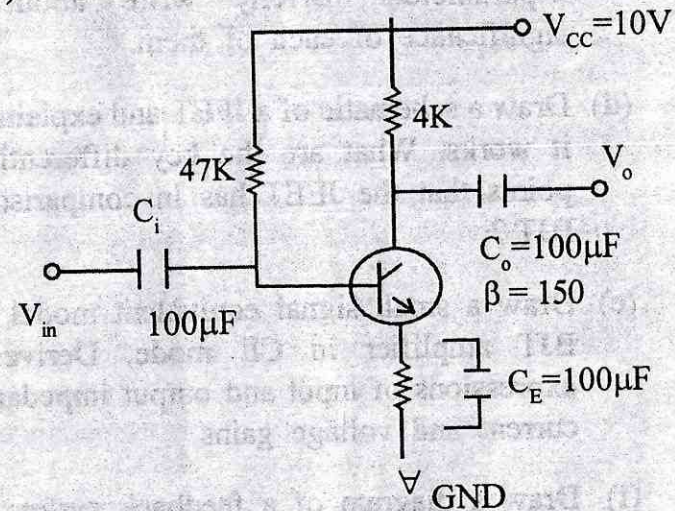 V_CC = 10V
4K
47K
V_o
C_i
C_o = 100μF
β = 150
V_in
100μF
C_E = 100μF
GND